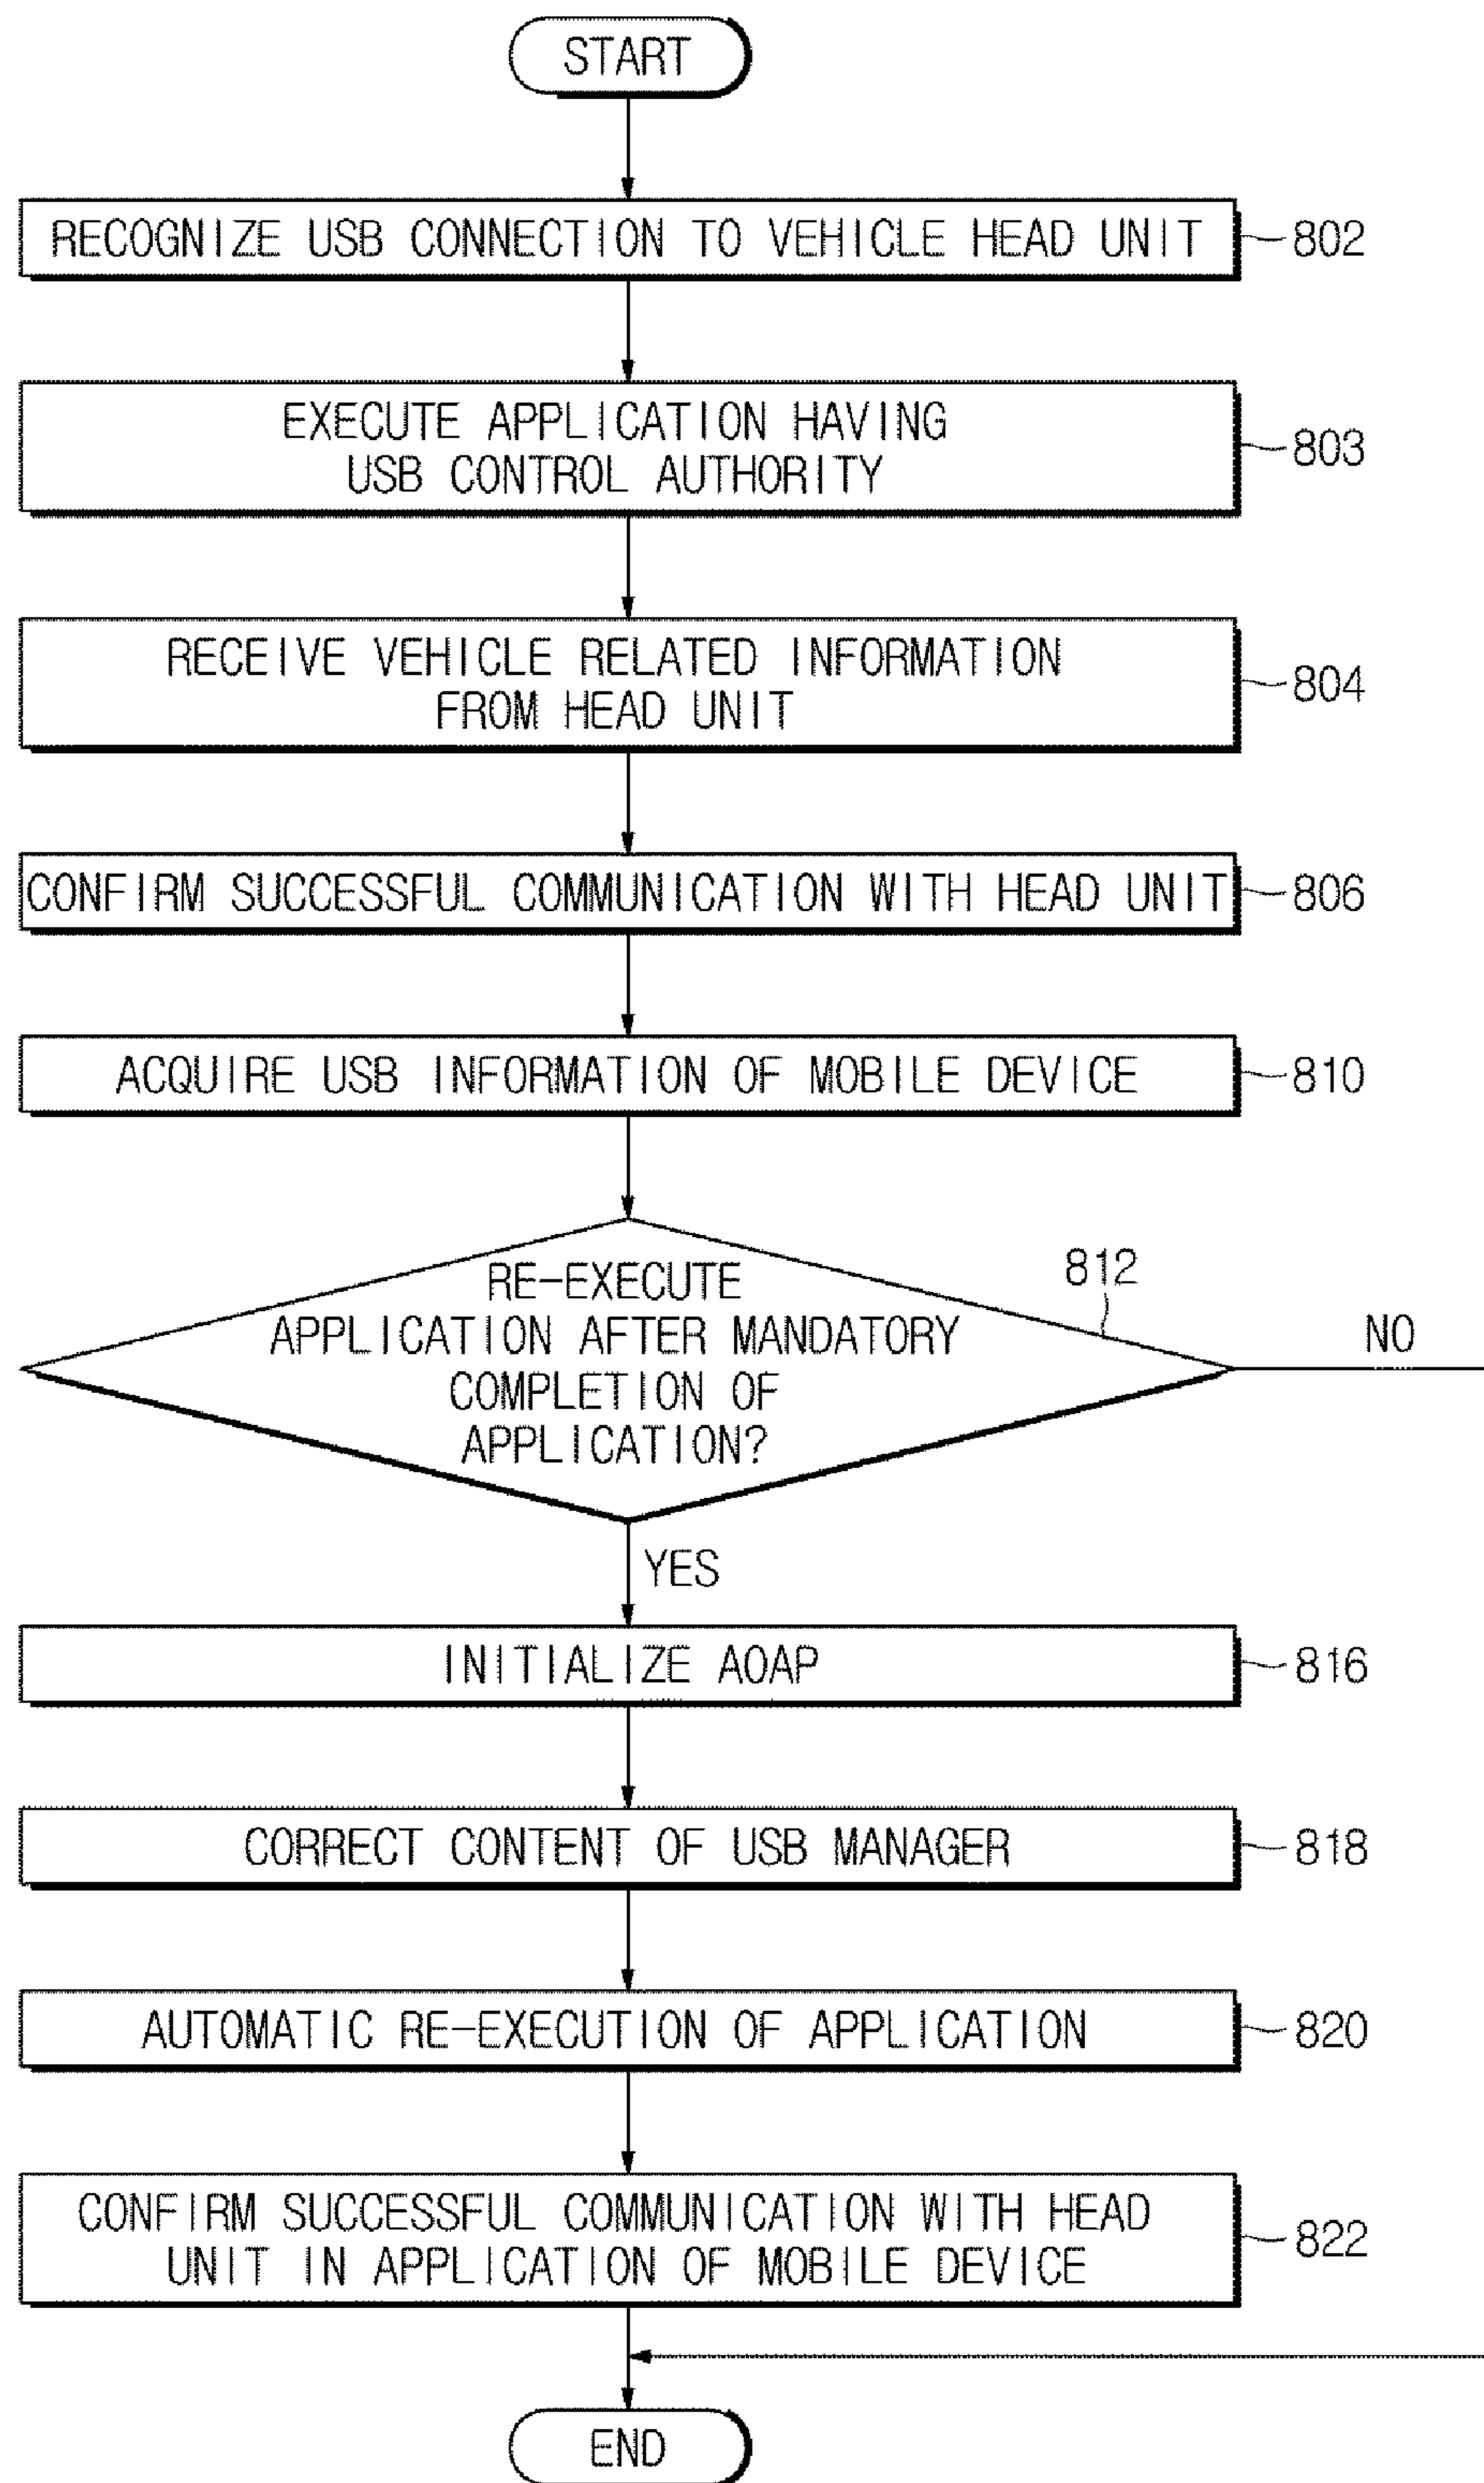 START
RECOGNIZE USB CONNECTION TO VEHICLE HEAD UNIT
802
EXECUTE APPLICATION HAVING
USB CONTROL AUTHORITY
803
RECEIVE VEHICLE RELATED INFORMATION
FROM HEAD UNIT
804
CONFIRM SUCCESSFUL COMMUNICATION WITH HEAD UNIT
806
ACQUIRE USB INFORMATION OF MOBILE DEVICE
810
RE-EXECUTE
APPLICATION AFTER MANDATORY
COMPLETION OF
APPLICATION?
812
NO
YES
INITIALIZE AOAP
816
CORRECT CONTENT OF USB MANAGER
818
AUTOMATIC RE-EXECUTION OF APPLICATION
820
CONFIRM SUCCESSFUL COMMUNICATION WITH HEAD
UNIT IN APPLICATION OF MOBILE DEVICE
822
END